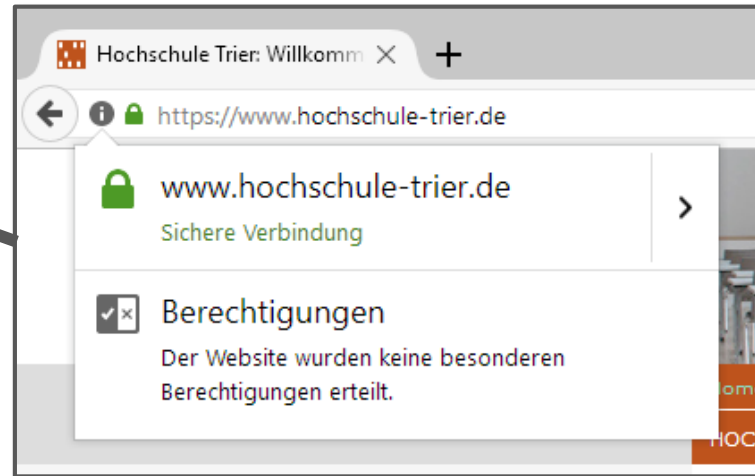 Hochschule Trier: Willkomm
https://www.hochschule-trier.de
www.hochschule-trier.de
Sichere Verbindung
Berechtigungen
Der Website wurden keine besonderen
Berechtigungen erteilt.